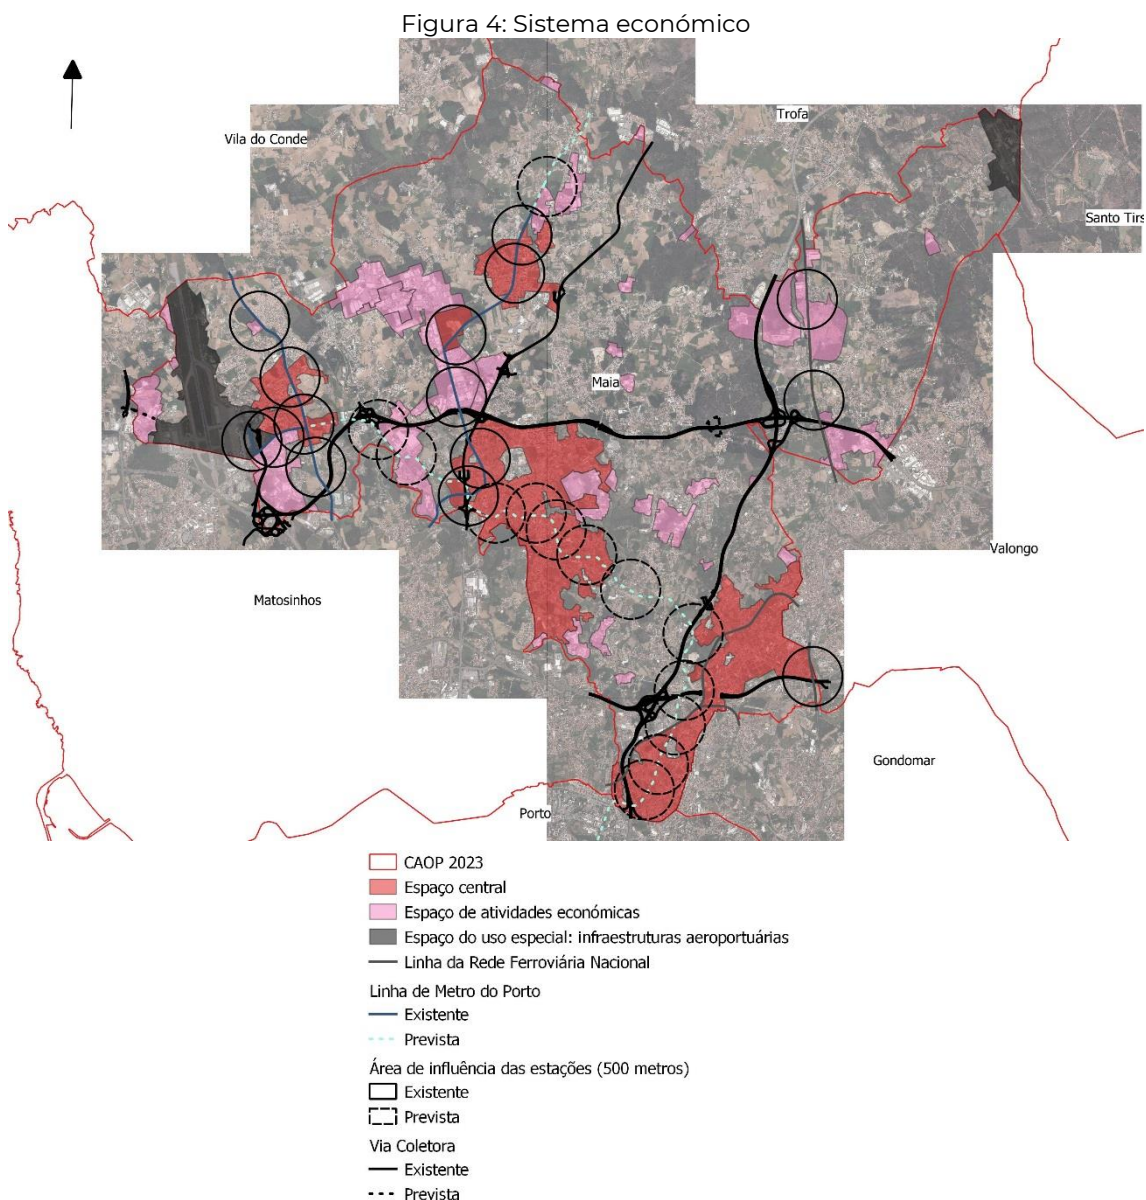 Figura 4: Sistema económico
Trofa
Vila do Conde
Santo Tirs
Maia
Valongo
Matosinhos
Gondomar
Porto
CAOP 2023
Espaço central
Espaço de atividades económicas
Espaço do uso especial: infraestruturas aeroportuárias
Linha da Rede Ferroviária Nacional
Linha de Metro do Porto
Existente
Prevista
Área de influência das estações (500 metros)
Existente
Prevista
Via Coletora
Existente
Prevista